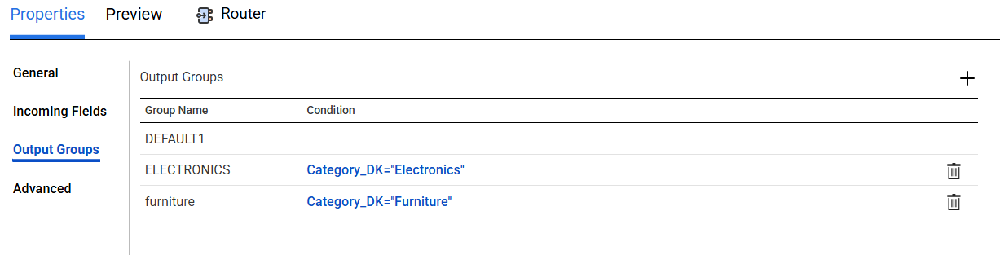 Properties Preview Router
General
Incoming Fields
Output Groups
Advanced
Output Groups
Group Name Condition
DEFAULT1
ELECTRONICS Category_DK="Electronics"
furniture Category_DK="Furniture"